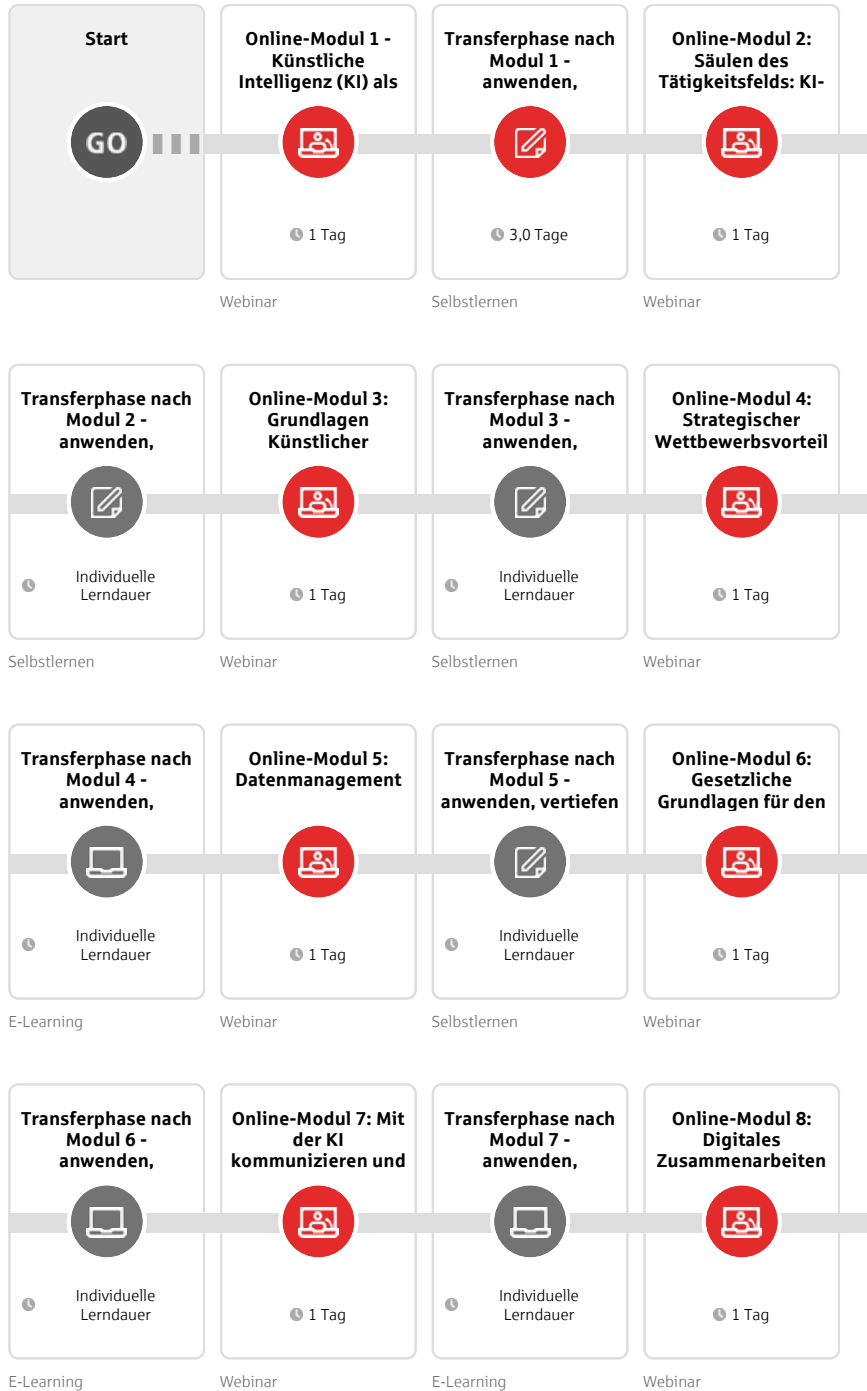 Start
Online-Modul 1 -
Künstliche
Intelligenz (KI) als
Transferphase nach
Modul 1 -
anwenden,
Online-Modul 2:
Säulen des
Tätigkeitsfelds: KI-
GO
1 Tag
3,0 Tage
1 Tag
Webinar
Selbstlernen
Webinar
Transferphase nach
Modul 2 -
anwenden,
Online-Modul 3:
Grundlagen
Künstlicher
Transferphase nach
Modul 3 -
anwenden,
Online-Modul 4:
Strategischer
Wettbewerbsvorteil
Individuelle
Lerndauer
1 Tag
Individuelle
Lerndauer
1 Tag
Selbstlernen
Webinar
Selbstlernen
Webinar
Transferphase nach
Modul 4 -
anwenden,
Online-Modul 5:
Datenmanagement
Transferphase nach
Modul 5 -
anwenden, vertiefen
Online-Modul 6:
Gesetzliche
Grundlagen für den
Individuelle
Lerndauer
1 Tag
Individuelle
Lerndauer
1 Tag
E-Learning
Webinar
Selbstlernen
Webinar
Transferphase nach
Modul 6 -
anwenden,
Online-Modul 7: Mit
der KI
kommunizieren und
Transferphase nach
Modul 7 -
anwenden,
Online-Modul 8:
Digitales
Zusammenarbeiten
Individuelle
Lerndauer
1 Tag
Individuelle
Lerndauer
1 Tag
E-Learning
Webinar
E-Learning
Webinar